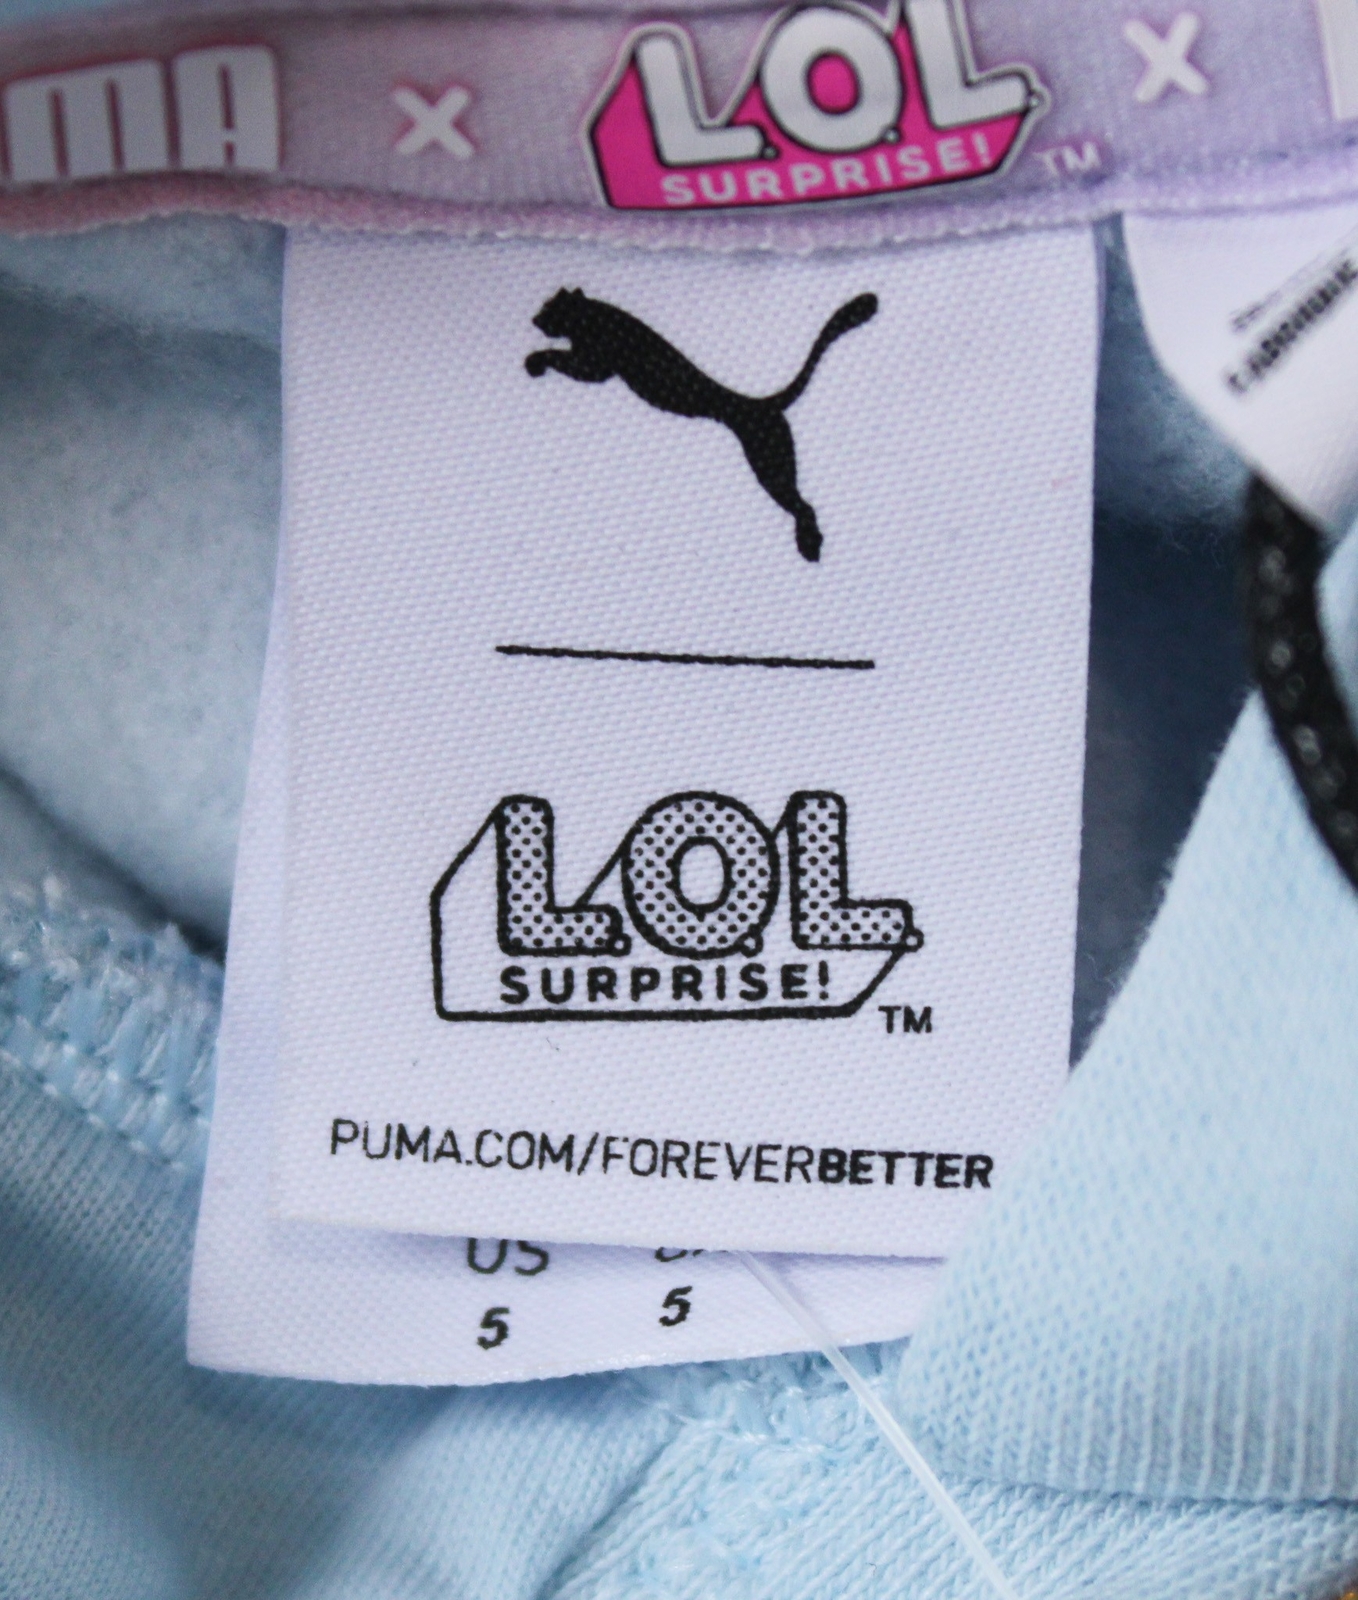 MA x L.O.L. SURPRISE! TM x
L.O.L.
SURPRISE!
TM
PUMA.COM/FOREVERBETTER
US
5 5